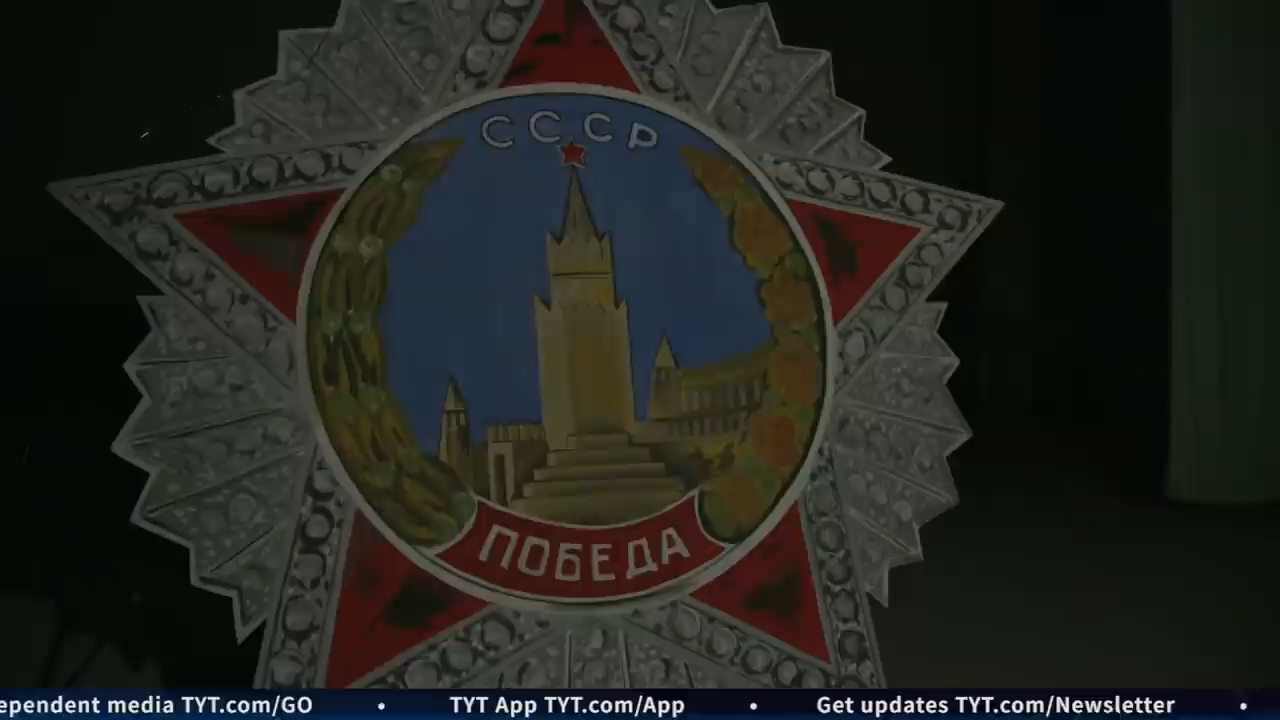 СССР
ПОБЕДА
ependent media TYT.com/GO • TYT App TYT.com/App • Get updates TYT.com/Newsletter •